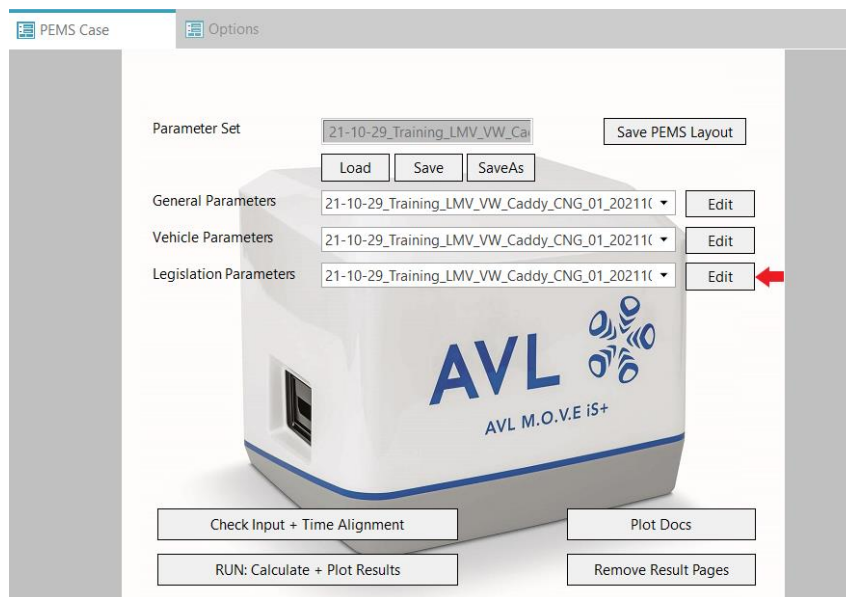 PEMS Case
Options
Parameter Set
21-10-29_Training_LMV_VW_Ca
Save PEMS Layout
Load
Save
SaveAs
General Parameters
21-10-29_Training_LMV_VW_Caddy_CNG_01_20211
Edit
Vehicle Parameters
21-10-29_Training_LMV_VW_Caddy_CNG_01_20211
Edit
Legislation Parameters
21-10-29_Training_LMV_VW_Caddy_CNG_01_20211
Edit
AVL
AVL M.O.V.E iS+
Check Input + Time Alignment
Plot Docs
RUN: Calculate + Plot Results
Remove Result Pages